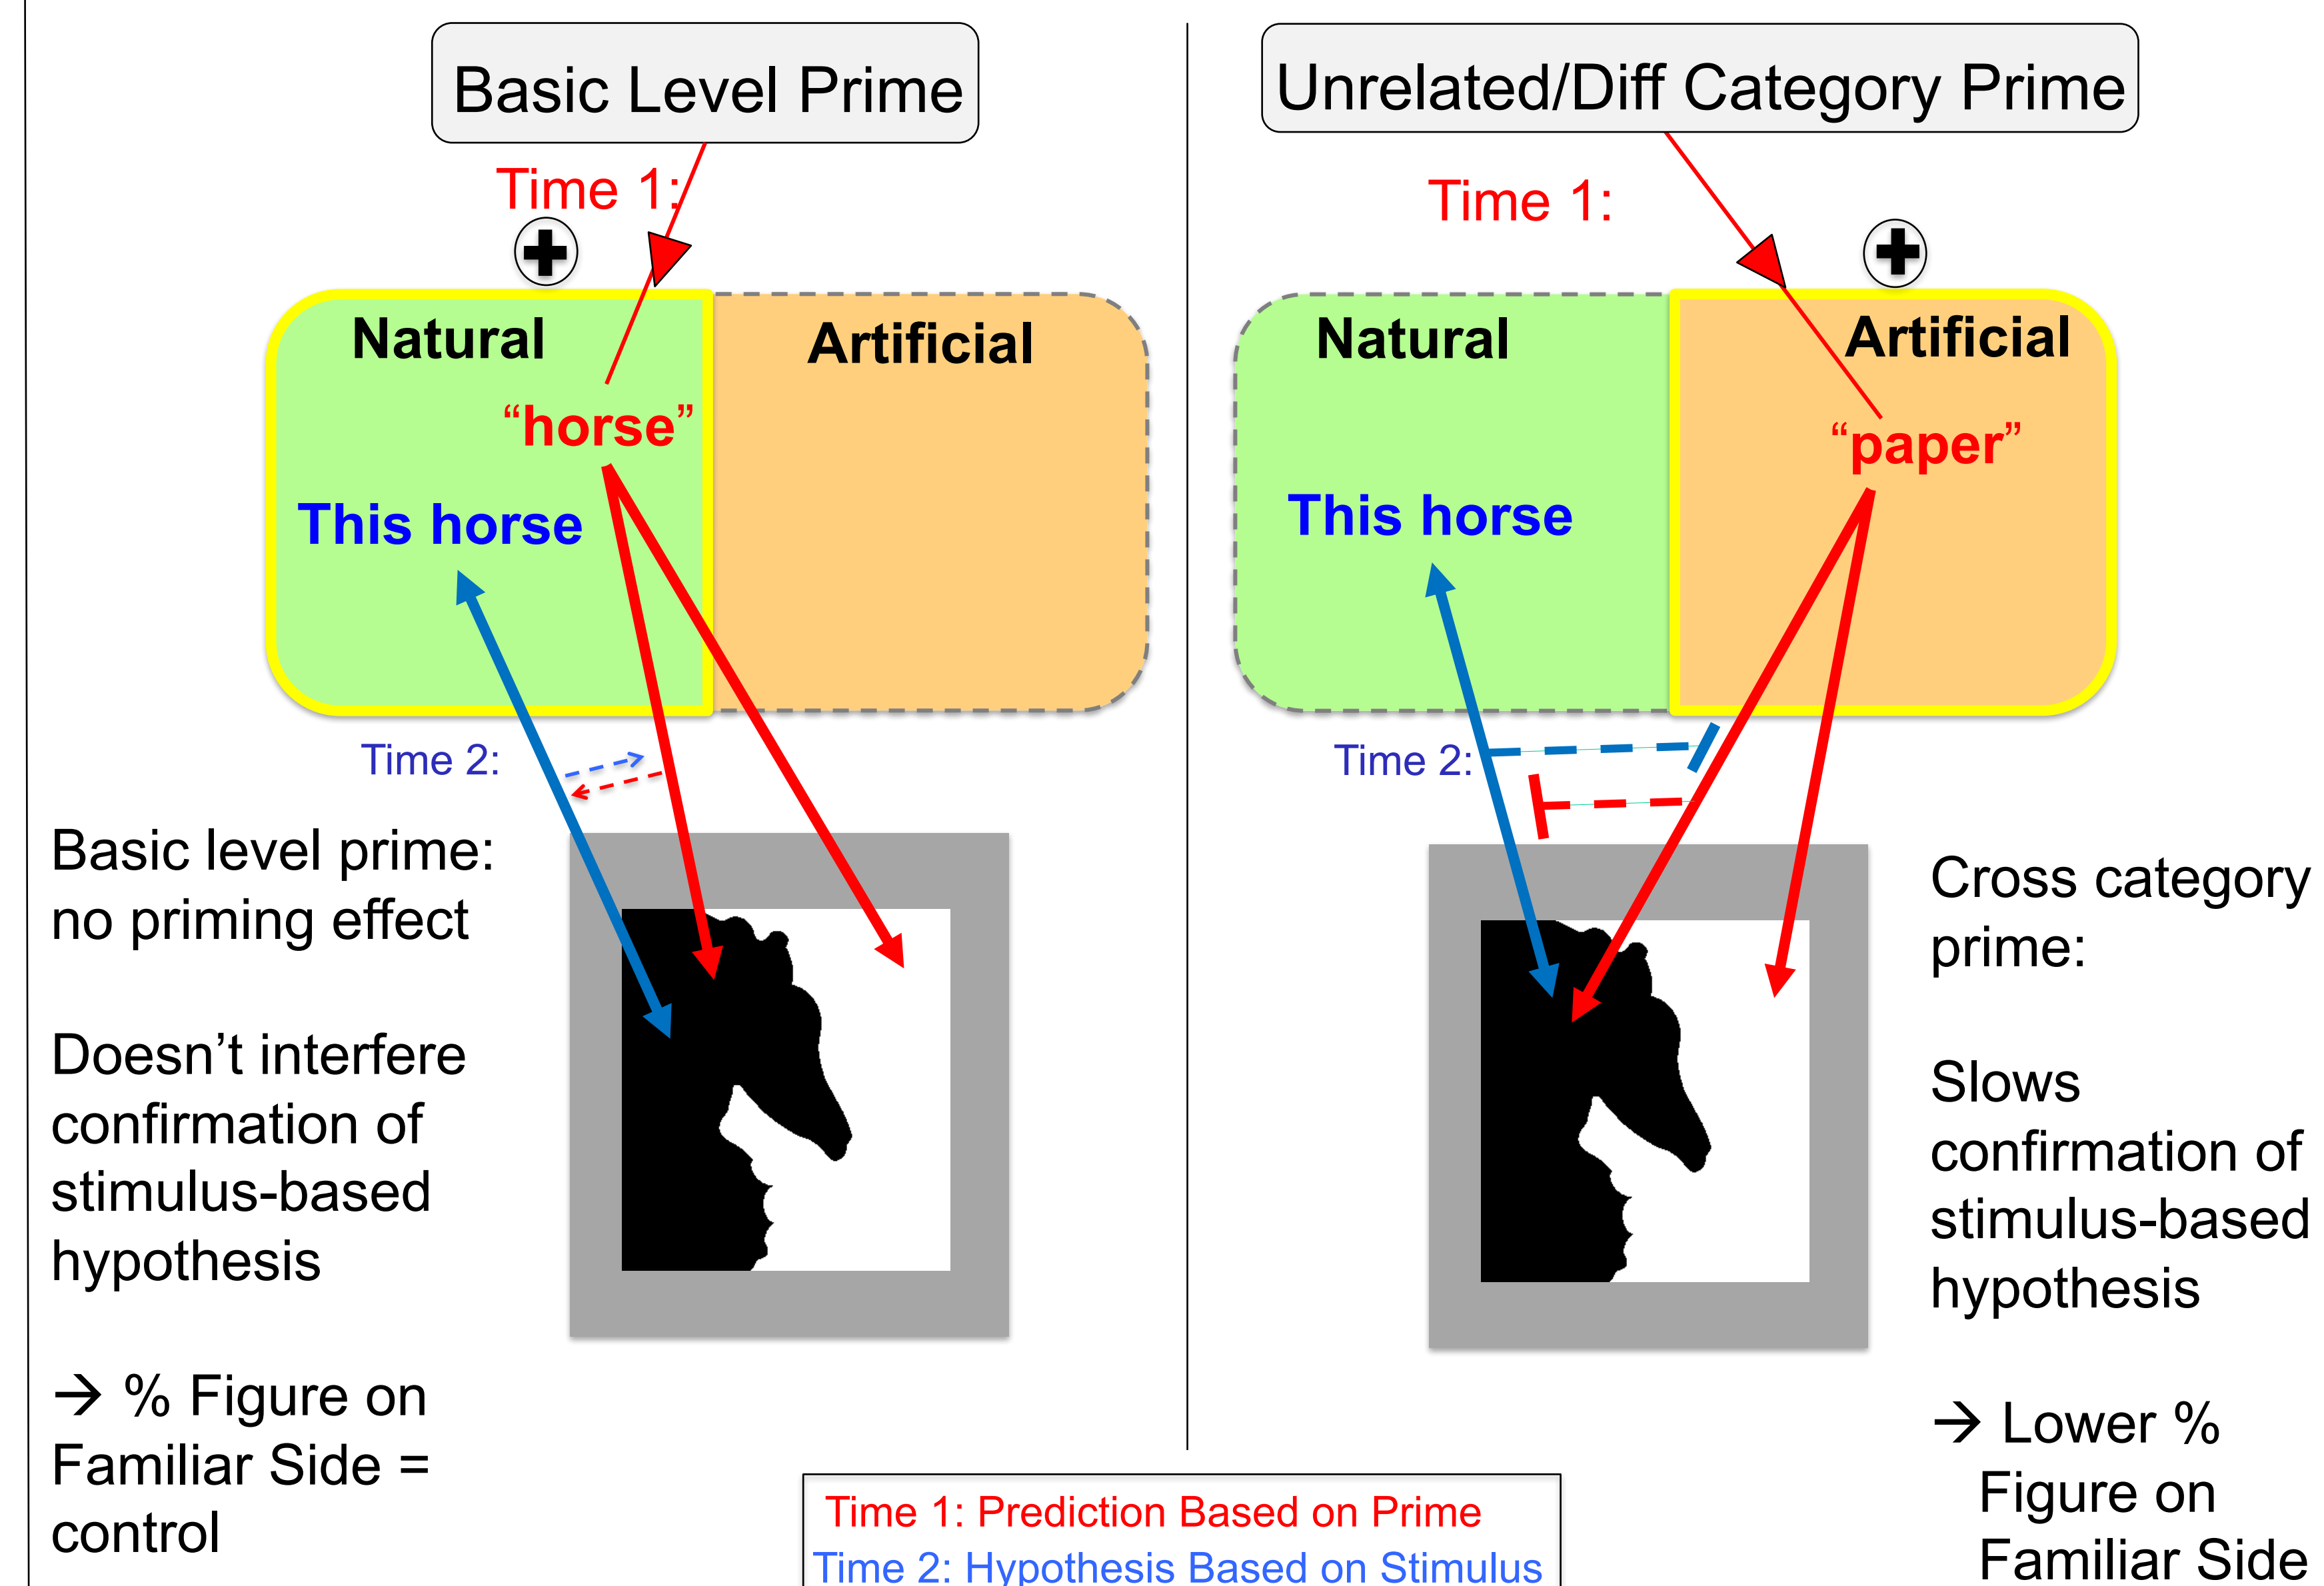 Basic Level Prime
Time 1:
Natural
Artificial
“horse”
This horse
Time 2:
Basic level prime:
no priming effect
Doesn’t interfere
confirmation of
stimulus-based
hypothesis
→ % Figure on
Familiar Side =
control
Unrelated/Diff Category Prime
Time 1:
Natural
Artificial
“paper”
This horse
Time 2:
Cross category
prime:
Slows
confirmation of
stimulus-based
hypothesis
→ Lower %
Figure on
Familiar Side
Time 1: Prediction Based on Prime
Time 2: Hypothesis Based on Stimulus